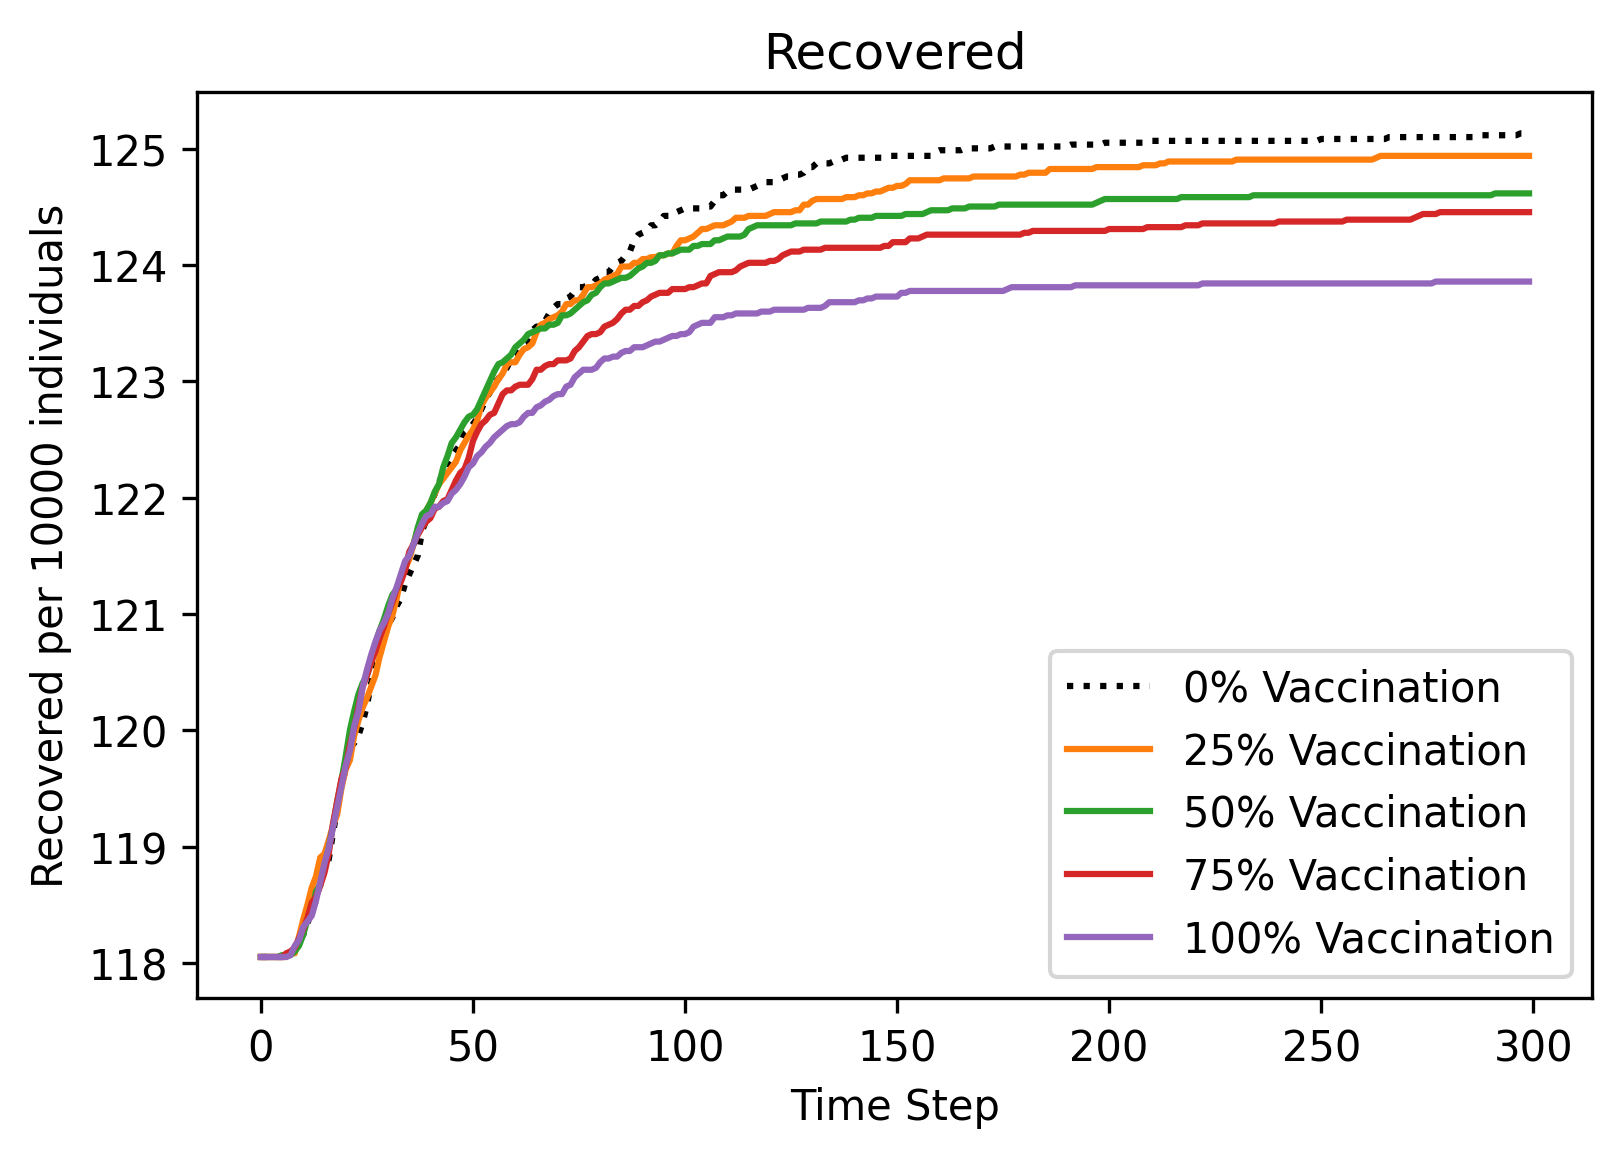 Recovered
Recovered per 10000 individuals
125
124
123
122
121
120
119
118
0% Vaccination
25% Vaccination
50% Vaccination
75% Vaccination
100% Vaccination
0 50 100 150 200 250 300
Time Step